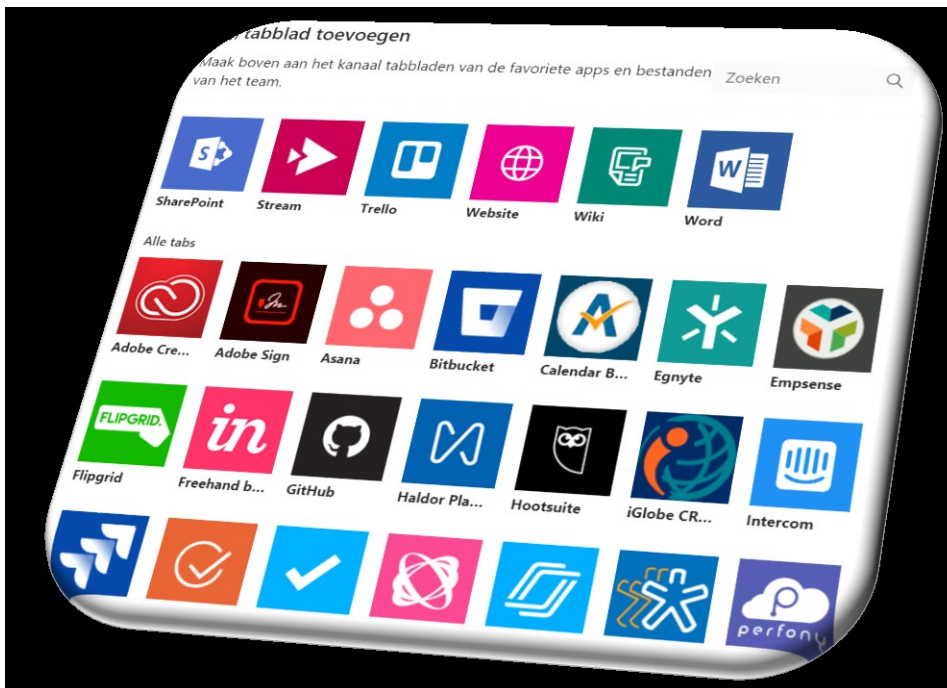 tabblad toevoegen
Maak boven aan het kanaal tabbladen van de favoriete apps en bestanden
van het team.
Zoeken
SharePoint Stream Trello Website Wiki Word
Alle tabs
Adobe Cre... Adobe Sign Asana Bitbucket Calendar B... Egnyte Empsense
FLIPGRID. in
Flipgrid Freehand b... GitHub Haldor Pla... Hootsuite iGlobe CR... Intercom
perfony